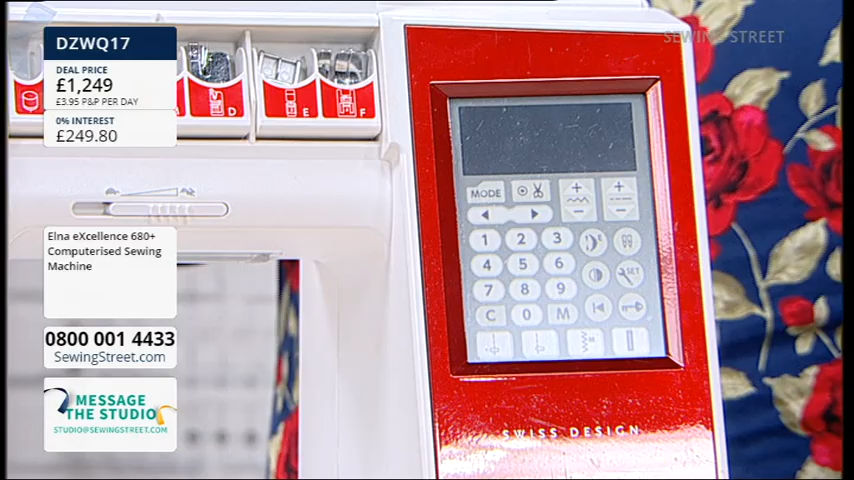 DZWQ17
DEAL PRICE
£1,249
£3.95 P&P PER DAY
0% INTEREST
£249.80
Elna eXcellence 680+
Computerised Sewing
Machine
0800 001 4433
SewingStreet.com
MESSAGE
THE STUDIO
STUDIO@SEWINGSTREET.COM
SEWING STREET
D E F
MODE
1 2 3
4 5 6
SET
7 8 9
C 0 M
M
SWISS DESIGN